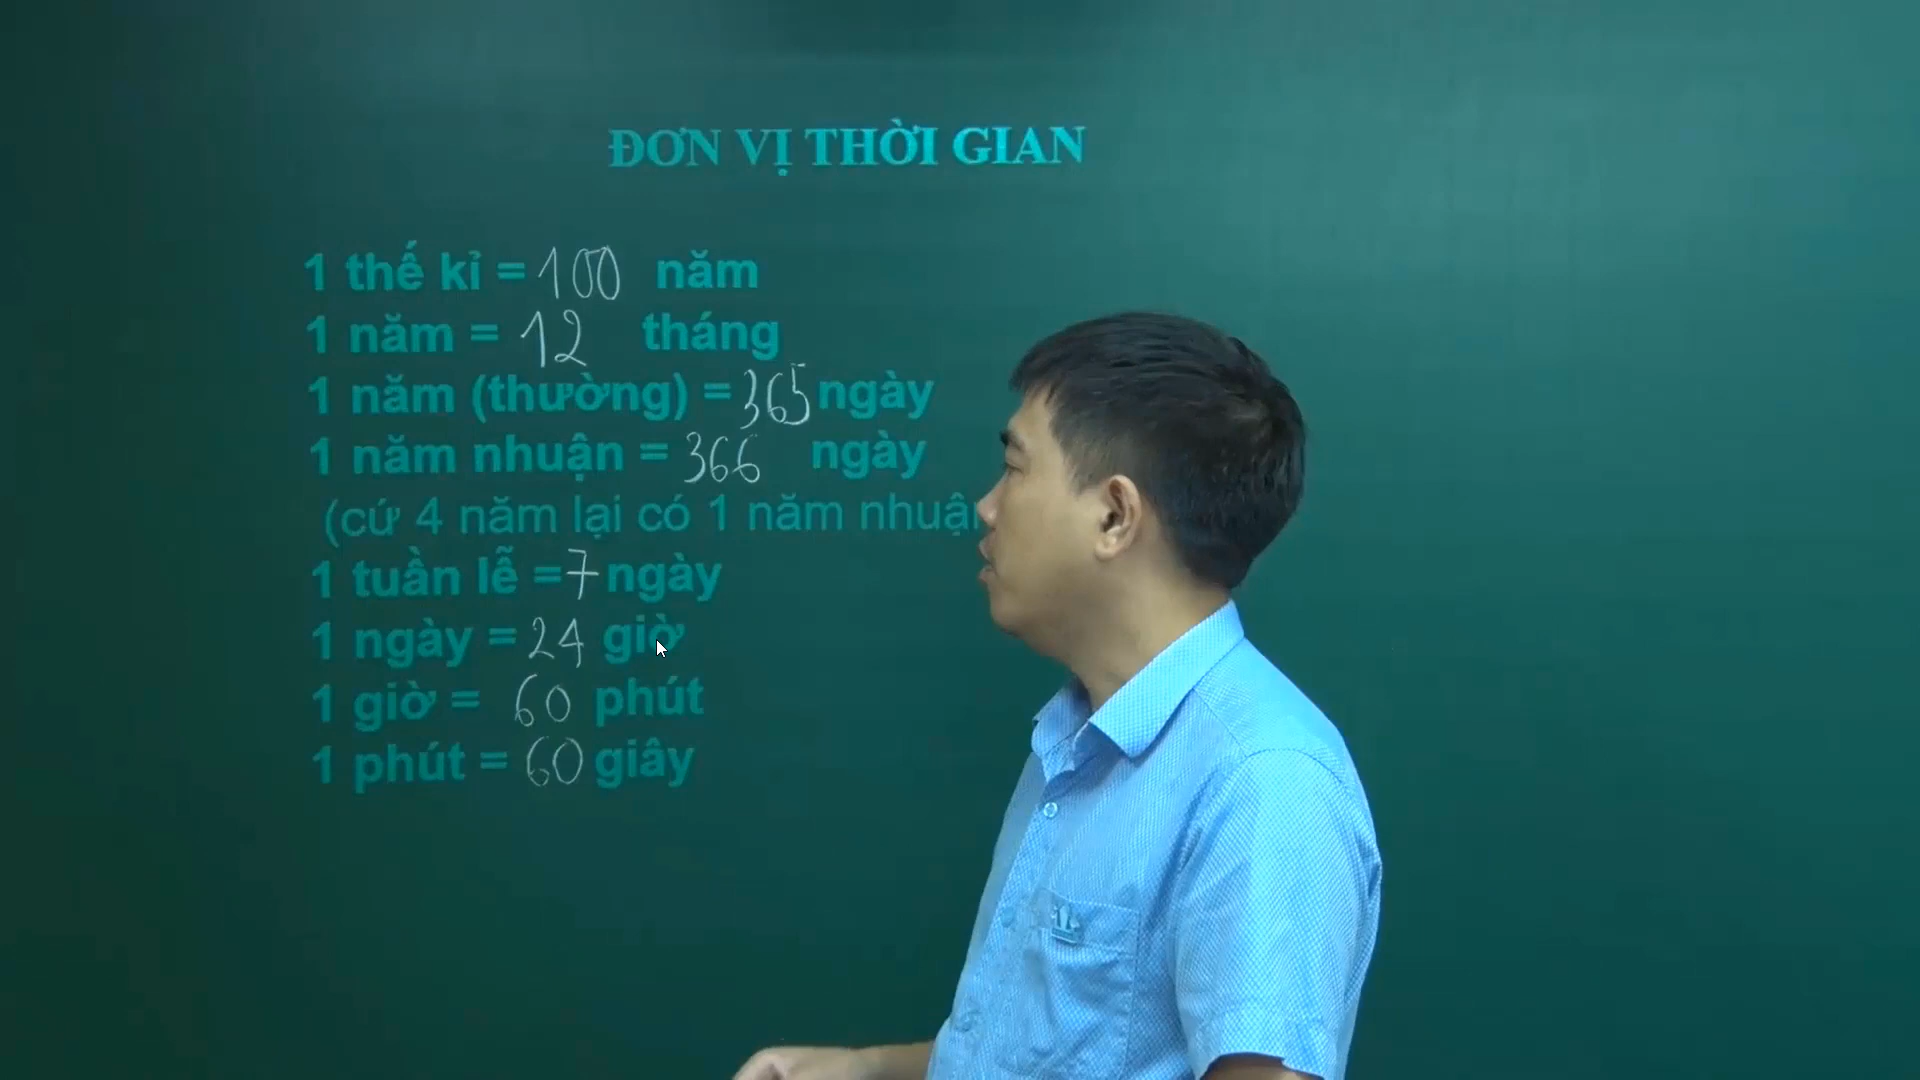 ĐƠN VỊ THỜI GIAN
1 thế kỉ = 100 năm
1 năm = 12 tháng
1 năm (thường) = 365 ngày
1 năm nhuận = 366 ngày
(cứ 4 năm lại có 1 năm nhuận
1 tuần lễ = 7 ngày
1 ngày = 24 giờ
1 giờ = 60 phút
1 phút = 60 giây